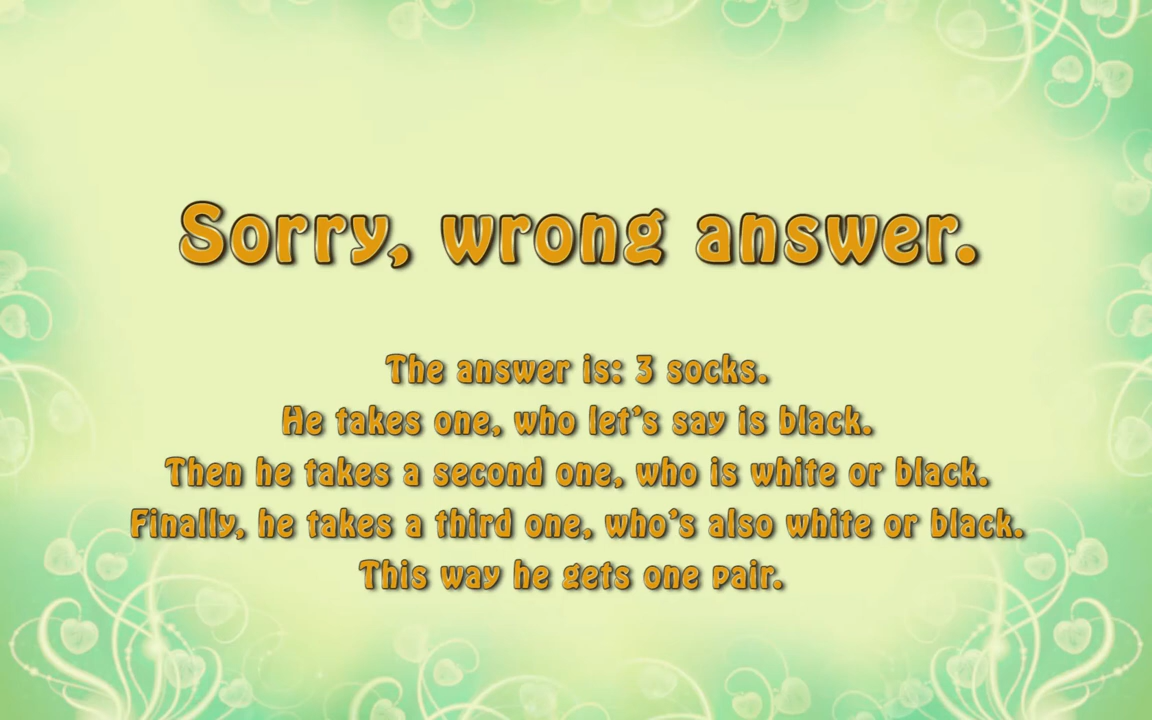 Sorry, wrong answer.
The answer is: 3 socks.
He takes one, who let's say is black.
Then he takes a second one, who is white or black.
Finally, he takes a third one, who's also white or black.
This way he gets one pair.